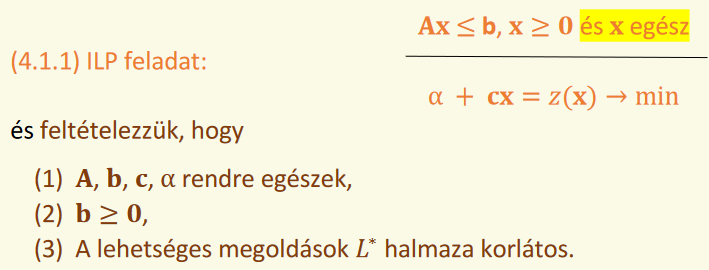 Ax ≤ b, x ≥ 0 és x egész
(4.1.1) ILP feladat:
α + cx = z(x) → min
és feltételezzük, hogy
(1) A, b, c, α rendre egészek,
(2) b ≥ 0,
(3) A lehetséges megoldások L* halmaza korlátos.